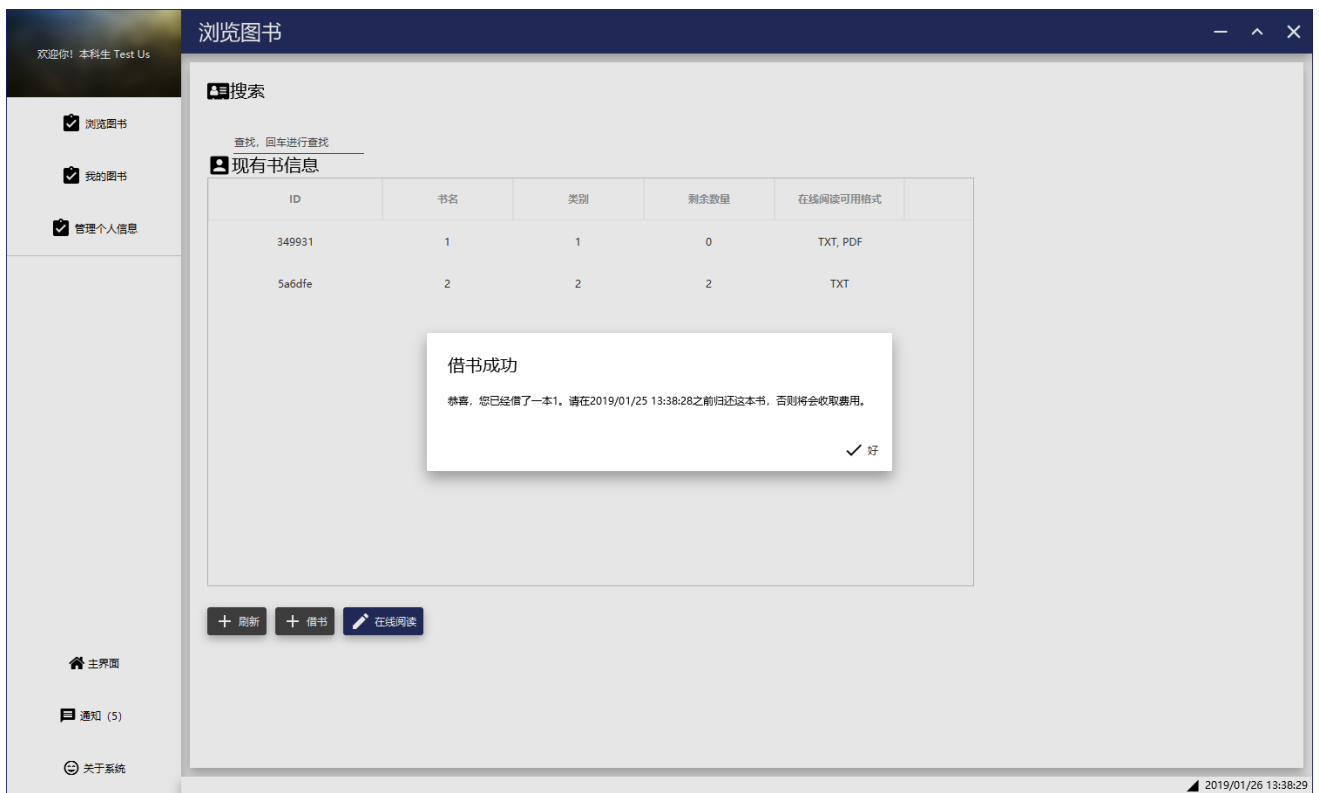 浏览图书
欢迎你！本科生 Test Us
浏览图书
我的图书
管理个人信息
搜索
查找，回车进行查找
现有书信息
ID 书名 类别 剩余数量 在线阅读可用格式
349931 1 1 0 TXT, PDF
5a6dfe 2 2 2 TXT
借书成功
恭喜，您已经借了一本1。请在2019/01/25 13:38:28之前归还这本书，否则将会收取费用。
好
刷新 借书 在线阅读
主界面
通知（5）
关于系统
2019/01/26 13:38:29